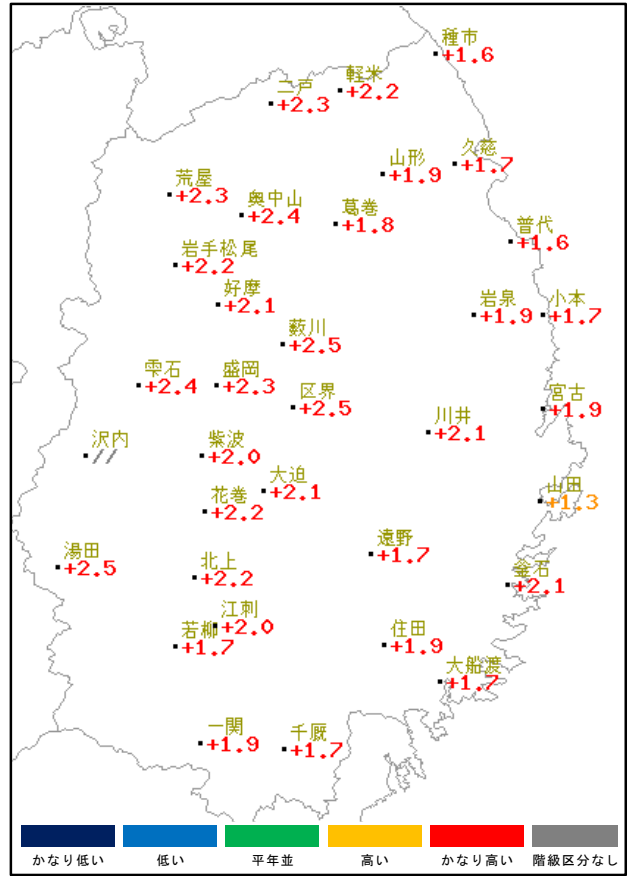 種市
+1.6
軽米
+2.2
二戸
+2.3
久慈
+1.7
山形
+1.9
荒屋
+2.3
奥中山
+2.4
葛巻
+1.8
普代
+1.6
岩手松尾
+2.2
好摩
+2.1
岩泉
+1.9
小本
+1.7
薮川
+2.5
雫石
+2.4
盛岡
+2.3
区界
+2.5
宮古
+1.9
川井
+2.1
沢内
//
紫波
+2.0
大迫
+2.1
山田
+1.3
花巻
+2.2
遠野
+1.7
湯田
+2.5
北上
+2.2
釜石
+2.1
江刺
+2.0
若柳
+1.7
住田
+1.9
大船渡
+1.7
一関
+1.9
千厩
+1.7
かなり低い 低い 平年並 高い かなり高い 階級区分なし